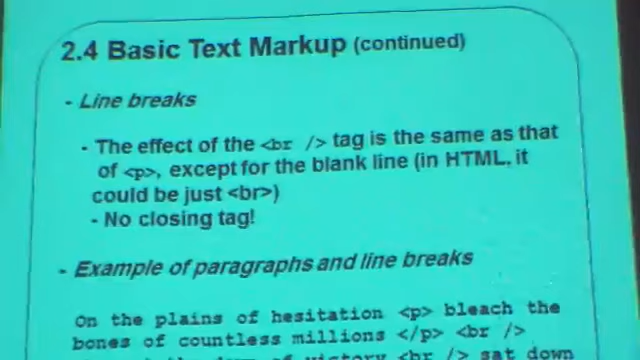 2.4 Basic Text Markup (continued)
- Line breaks
- The effect of the <br /> tag is the same as that
of <p>, except for the blank line (in HTML, it
could be just <br>)
- No closing tag!
- Example of paragraphs and line breaks
On the plains of hesitation <p> bleach the
bones of countless millions </p> <br />
of victory <br /> sat down